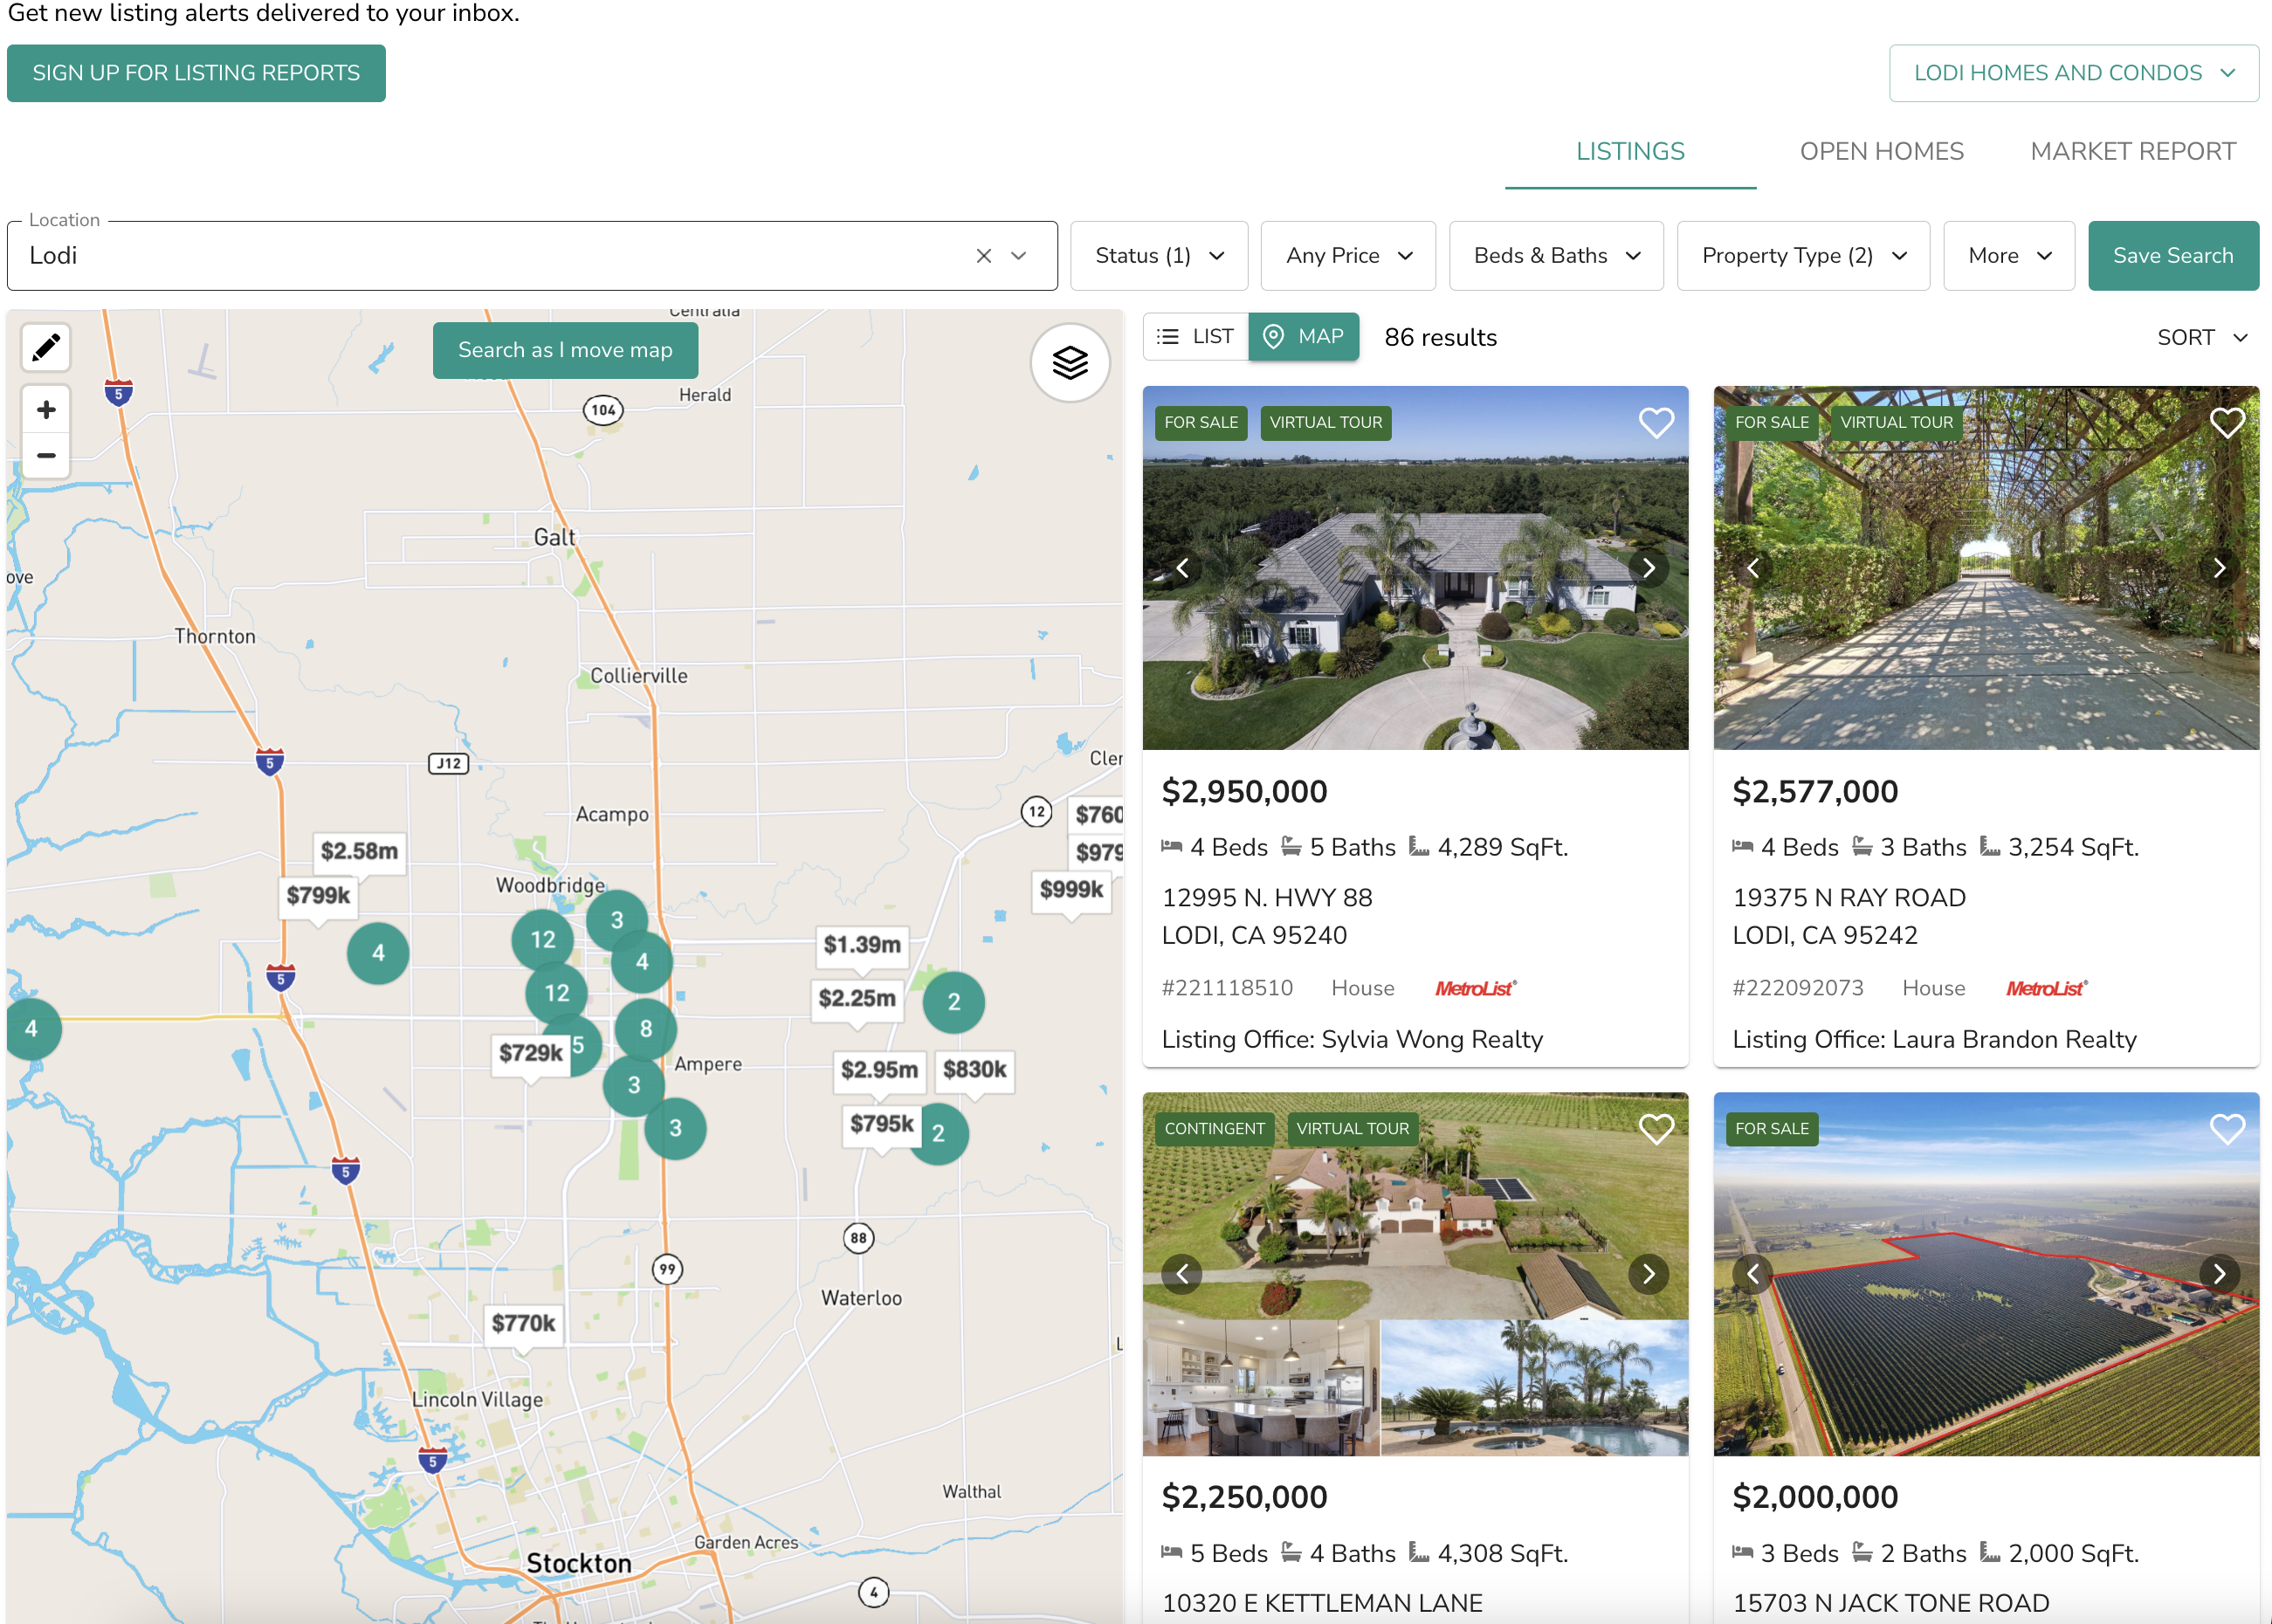 Get new listing alerts delivered to your inbox.
SIGN UP FOR LISTING REPORTS
LODI HOMES AND CONDOS
LISTINGS
OPEN HOMES
MARKET REPORT
Location
Lodi
Status (1)
Any Price
Beds & Baths
Property Type (2)
More
Save Search
Search as I move map
LIST
MAP
86 results
SORT
Centralia
5
104
Herald
+
−
Galt
ove
Thornton
Collierville
5
J12
Cler
12
Acampo
$760
$979
$2.58m
$799k
Woodbridge
$999k
3
12
4
4
$1.39m
5
12
$2.25m
2
4
8
5
$729k
Ampere
3
$2.95m
$830k
3
$795k
2
5
88
99
Waterloo
$770k
L
Lincoln Village
5
Walthal
Garden Acres
Stockton
4
FOR SALE
VIRTUAL TOUR
$2,950,000
4 Beds 5 Baths 4,289 SqFt.
12995 N. HWY 88
LODI, CA 95240
#221118510 House MetroList®
Listing Office: Sylvia Wong Realty
FOR SALE
VIRTUAL TOUR
$2,577,000
4 Beds 3 Baths 3,254 SqFt.
19375 N RAY ROAD
LODI, CA 95242
#222092073 House MetroList®
Listing Office: Laura Brandon Realty
CONTINGENT
VIRTUAL TOUR
$2,250,000
5 Beds 4 Baths 4,308 SqFt.
10320 E KETTLEMAN LANE
FOR SALE
$2,000,000
3 Beds 2 Baths 2,000 SqFt.
15703 N JACK TONE ROAD